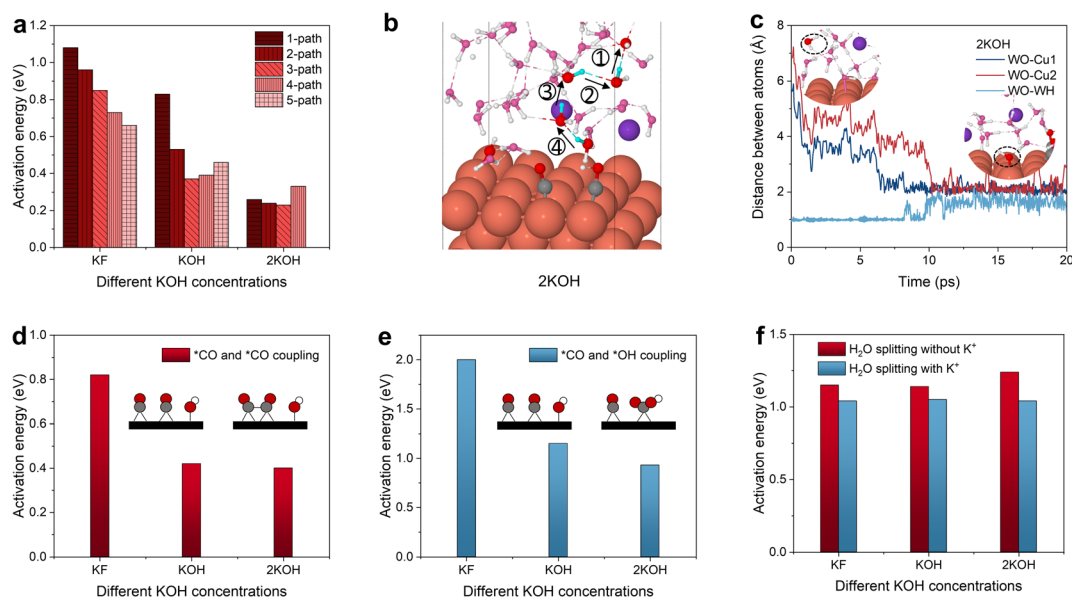 a
Activation energy (eV)
1.2
1.0
0.8
0.6
0.4
0.2
0.0
1-path
2-path
3-path
4-path
5-path
KF
KOH
2KOH
Different KOH concentrations
b
①
②
③
④
2KOH
c
Distance between atoms (Å)
8
6
4
2
0
2KOH
WO-Cu1
WO-Cu2
WO-WH
0
5
10
15
20
Time (ps)
d
Activation energy (eV)
1.0
0.8
0.6
0.4
0.2
0.0
*CO and *CO coupling
KF
KOH
2KOH
Different KOH concentrations
e
Activation energy (eV)
2.0
1.5
1.0
0.5
0.0
*CO and *OH coupling
KF
KOH
2KOH
Different KOH concentrations
f
Activation energy (eV)
1.5
1.0
0.5
0.0
H₂O splitting without K⁺
H₂O splitting with K⁺
KF
KOH
2KOH
Different KOH concentrations